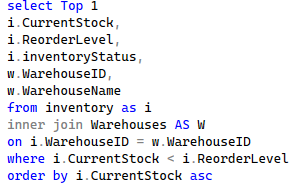 select Top 1
i.CurrentStock,
i.ReorderLevel,
i.inventoryStatus,
w.WarehouseID,
w.WarehouseName
from inventory as i
inner join Warehouses AS W
on i.WarehouseID = w.WarehouseID
where i.CurrentStock < i.ReorderLevel
order by i.CurrentStock asc